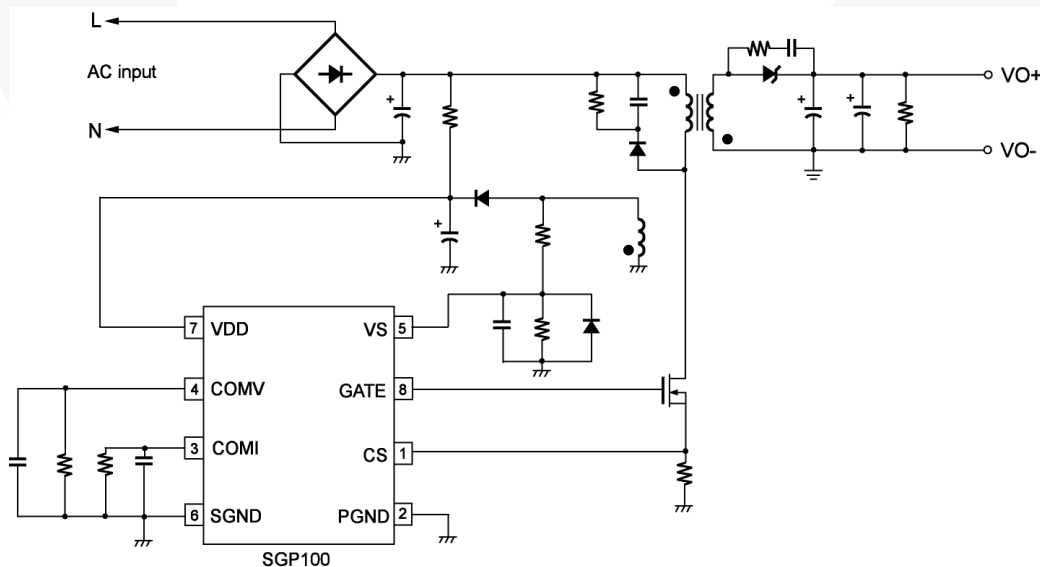 L
AC input
N
+
+
+
VO+
VO-
+
7 VDD
VS 5
4 COMV
GATE 8
3 COMI
CS 1
6 SGND
PGND 2
SGP100